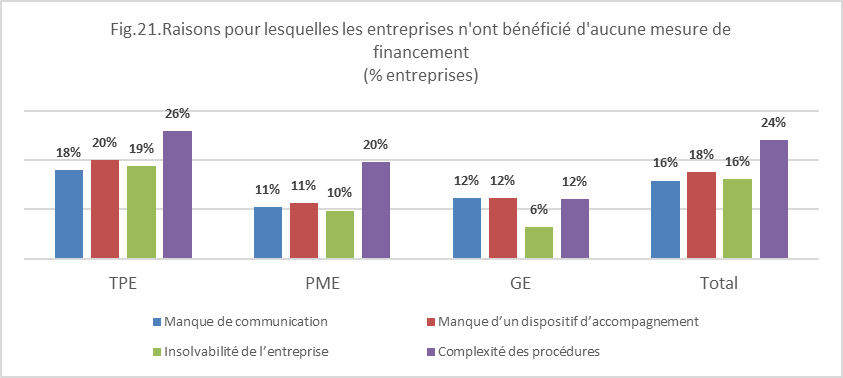 Fig.21.Raisons pour lesquelles les entreprises n'ont bénéficié d'aucune mesure de
financement
(% entreprises)
18% 20% 19% 26%
11% 11% 10% 20%
12% 12% 6% 12%
16% 18% 16% 24%
TPE PME GE Total
Manque de communication Manque d’un dispositif d’accompagnement
Insolvabilité de l’entreprise Complexité des procédures